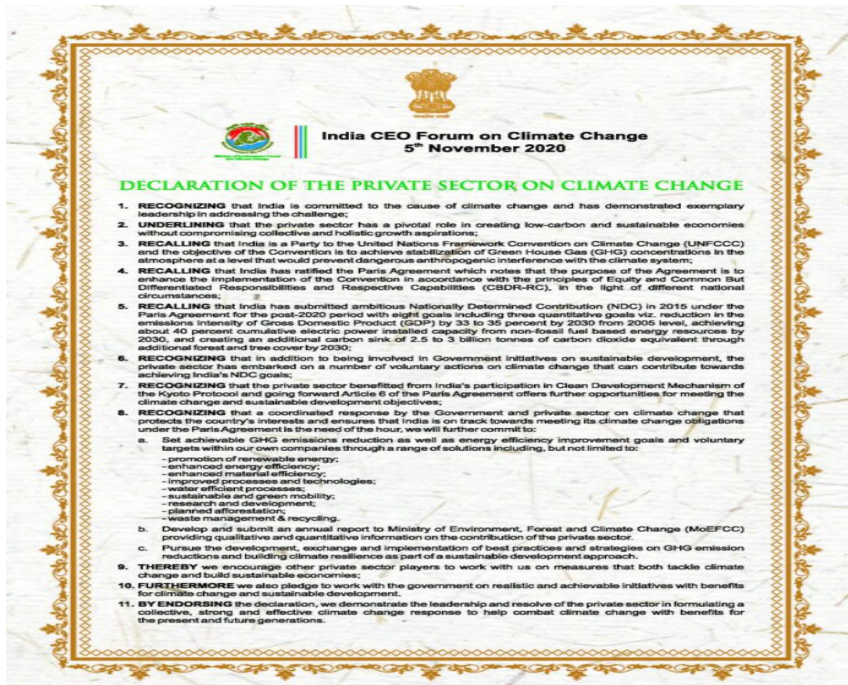 India CEO Forum on Climate Change
5th November 2020
DECLARATION OF THE PRIVATE SECTOR ON CLIMATE CHANGE
1. RECOGNIZING that India is committed to the cause of climate change and has demonstrated exemplary
leadership in addressing the challenge;
2. UNDERLINING that the private sector has a pivotal role in creating low-carbon and sustainable economies
without compromising collective and holistic growth aspirations;
3. RECALLING that India is a Party to the United Nations Framework Convention on Climate Change (UNFCCC)
and the objective of the Convention is to achieve stabilization of Green House Gas (GHG) concentrations in the
atmosphere at a level that would prevent dangerous anthropogenic interference with the climate system;
4. RECALLING that India has ratified the Paris Agreement which notes that the purpose of the Agreement is to
enhance the implementation of the Convention in accordance with the principles of Equity and Common But
Differentiated Responsibilities and Respective Capabilities (CBDR-RC), in the light of different national
circumstances;
5. RECALLING that India has submitted ambitious Nationally Determined Contribution (NDC) in 2015 under the
Paris Agreement for the post-2020 period with eight goals including three quantitative goals viz. reduction in the
emissions intensity of Gross Domestic Product (GDP) by 33 to 35 percent by 2030 from 2005 level, achieving
about 40 percent cumulative electric power installed capacity from non-fossil fuel based energy resources by
2030, and creating an additional carbon sink of 2.5 to 3 billion tonnes of carbon dioxide equivalent through
additional forest and tree cover by 2030;
6. RECOGNIZING that in addition to being involved in Government initiatives on sustainable development, the
private sector has embarked on a number of voluntary actions on climate change that can contribute towards
achieving India's NDC goals;
7. RECOGNIZING that the private sector benefitted from India's participation in Clean Development Mechanism of
the Kyoto Protocol and going forward Article 6 of the Paris Agreement offers further opportunities for meeting the
climate change and sustainable development objectives;
8. RECOGNIZING that a coordinated response by the Government and private sector on climate change that
protects the country's interests and ensures that India is on track towards meeting its climate change obligations
under the Paris Agreement is the need of the hour, we will further commit to:
a. Set achievable GHG emissions reduction as well as energy efficiency improvement goals and voluntary
targets within our own companies through a range of solutions including, but not limited to:
- promotion of renewable energy;
- enhanced energy efficiency;
- enhanced material efficiency;
- improved processes and technologies;
- water efficient processes;
- sustainable and green mobility;
- research and development;
- planned afforestation;
- waste management & recycling.
b. Develop and submit an annual report to Ministry of Environment, Forest and Climate Change (MoEFCC)
providing qualitative and quantitative information on the contribution of the private sector.
c. Pursue the development, exchange and implementation of best practices and strategies on GHG emission
reductions and building climate resilience as part of a sustainable development approach.
9. THEREBY we encourage other private sector players to work with us on measures that both tackle climate
change and build sustainable economies;
10. FURTHERMORE we also pledge to work with the government on realistic and achievable initiatives with benefits
for climate change and sustainable development.
11. BY ENDORSING the declaration, we demonstrate the leadership and resolve of the private sector in formulating a
collective, strong and effective climate change response to help combat climate change with benefits for
the present and future generations.